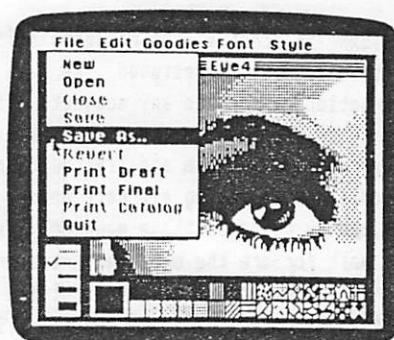 File Edit Goodies Font Style
New
Eye4
Open
Close
Save
Save As..
Revert
Print Draft
Print Final
Print Catalog
Quit